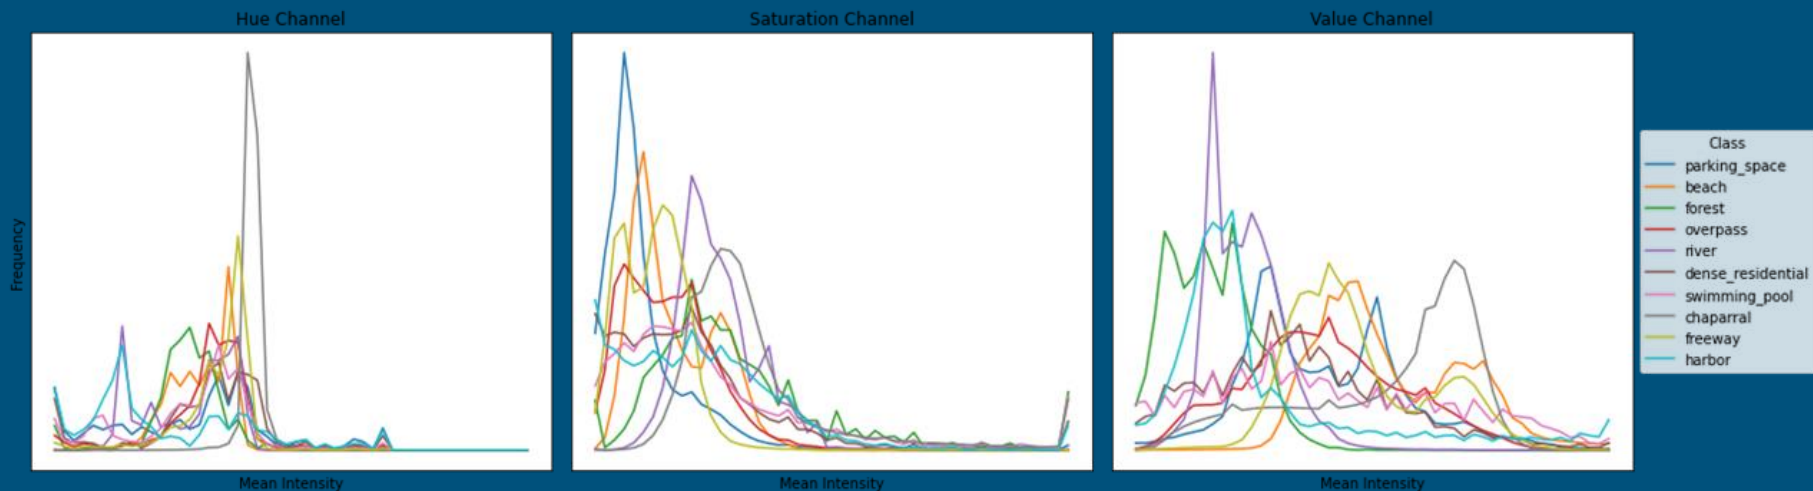 Hue Channel
Saturation Channel
Value Channel
Frequency
Mean Intensity
Mean Intensity
Mean Intensity
Class
parking_space
beach
forest
overpass
river
dense_residential
swimming_pool
chaparral
freeway
harbor